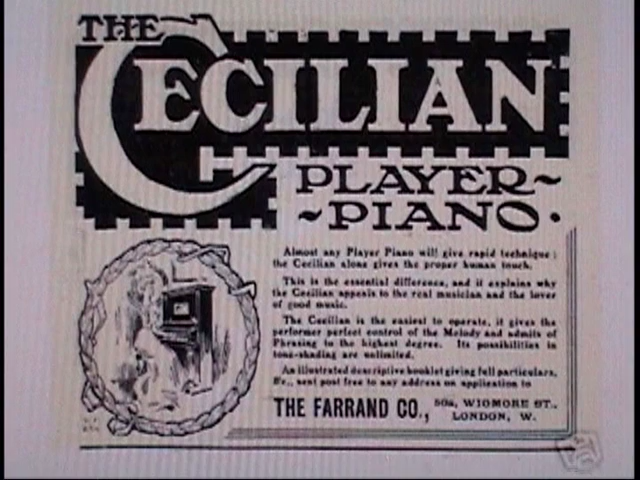 THE
CECILIAN
PLAYER~
~PIANO.
Almost any Player Piano will give rapid technique;
the Cecilian alone gives the proper human touch.
This is the essential difference, and it explains why
the Cecilian appeals to the real musician and the lover
of good music.
The Cecilian is the easiest to operate, it gives the
performer perfect control of the Melody and admits of
Phrasing to the highest degree. Its possibilities in
tone-shading are unlimited.
An illustrated descriptive booklet giving full particulars,
&c., sent post free to any address on application to
THE FARRAND CO., 50a, WIGMORE ST.,
LONDON, W.